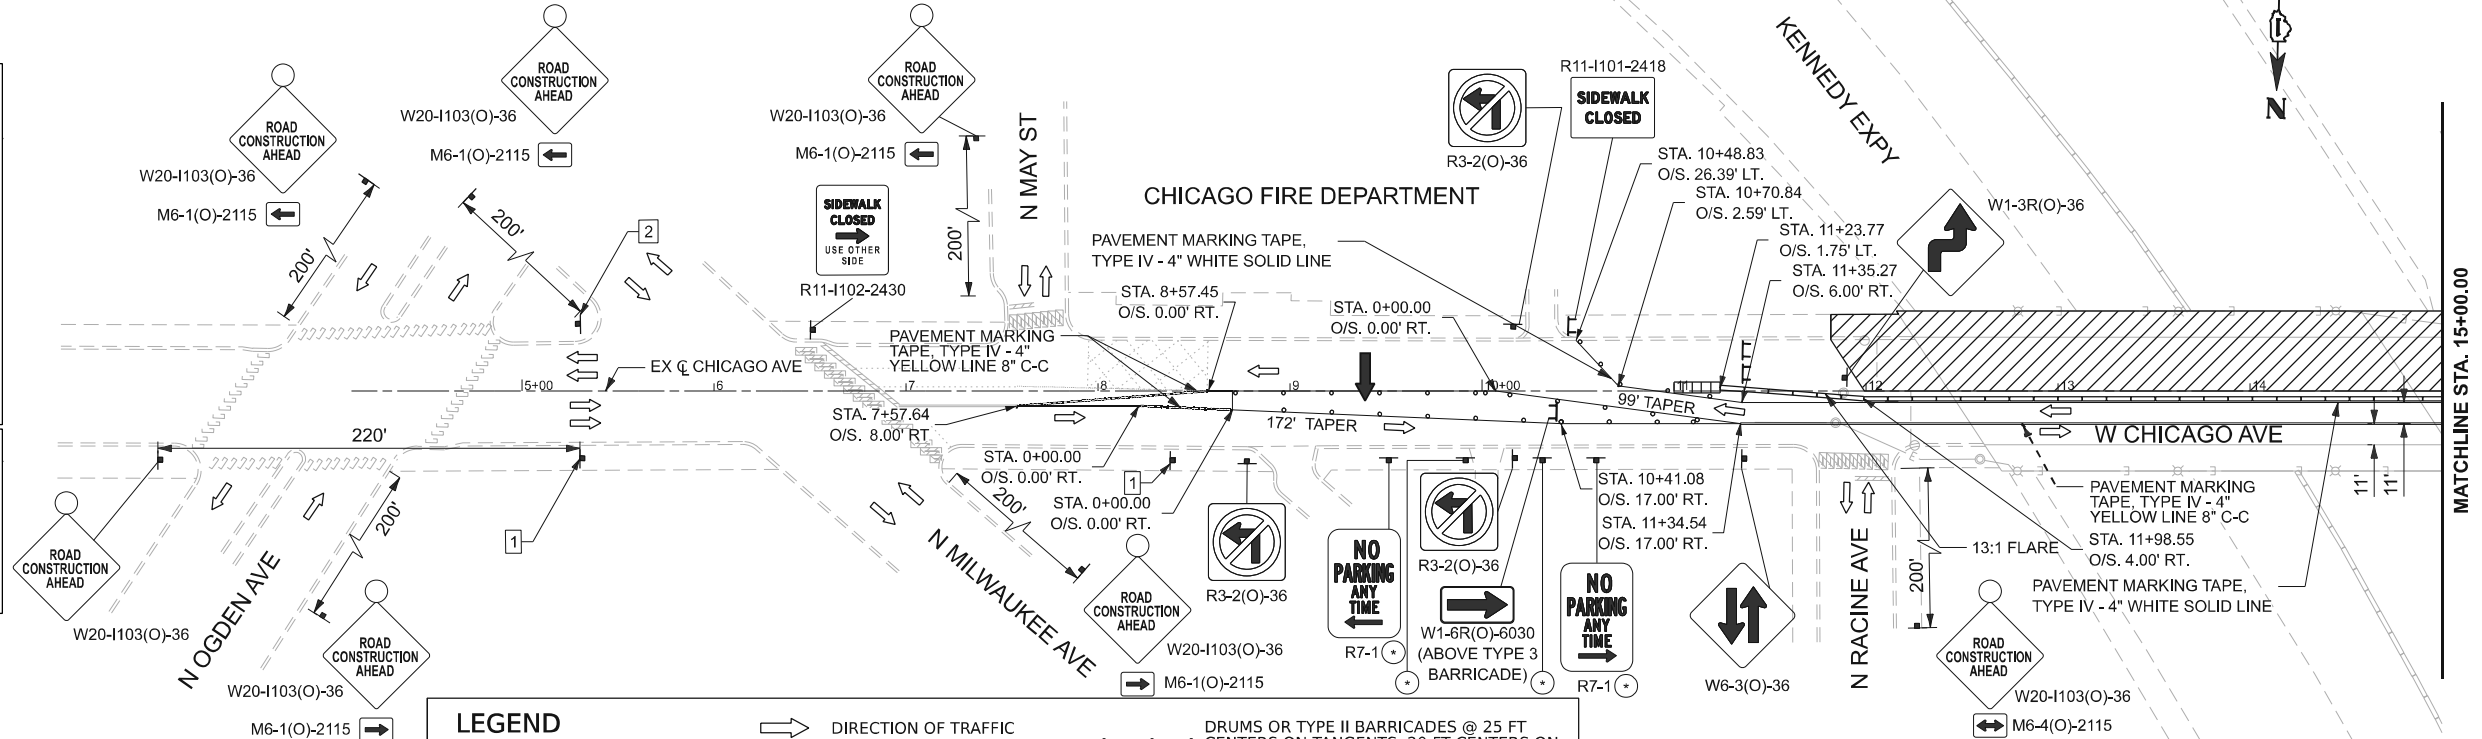 ROAD
CONSTRUCTION
AHEAD
W20-I103(O)-36
M6-1(O)-2115
ROAD
CONSTRUCTION
AHEAD
W20-I103(O)-36
M6-1(O)-2115
ROAD
CONSTRUCTION
AHEAD
W20-I103(O)-36
M6-1(O)-2115
200'
200'
2
SIDEWALK
CLOSED
USE OTHER
SIDE
R11-I102-2430
200'
N MAY ST
CHICAGO FIRE DEPARTMENT
PAVEMENT MARKING TAPE,
TYPE IV - 4" WHITE SOLID LINE
R3-2(O)-36
R11-I101-2418
SIDEWALK
CLOSED
STA. 10+48.83
O/S. 26.39' LT.
STA. 10+70.84
O/S. 2.59' LT.
STA. 11+23.77
O/S. 1.75' LT.
STA. 11+35.27
O/S. 6.00' RT.
KENNEDY EXPY
W1-3R(O)-36
N
MATCHLINE STA. 15+00.00
STA. 8+57.45
O/S. 0.00' RT.
STA. 0+00.00
O/S. 0.00' RT.
PAVEMENT MARKING
TAPE, TYPE IV - 4"
YELLOW LINE 8" C-C
EX ℄ CHICAGO AVE
5+00
6
7
8
9
10+00
11
12
13
14
STA. 7+57.64
O/S. 8.00' RT
172' TAPER
99' TAPER
W CHICAGO AVE
11'
11'
220'
STA. 0+00.00
O/S. 0.00' RT.
STA. 0+00.00
O/S. 0.00' RT.
1
1
200'
200'
N OGDEN AVE
N MILWAUKEE AVE
ROAD
CONSTRUCTION
AHEAD
W20-I103(O)-36
ROAD
CONSTRUCTION
AHEAD
W20-I103(O)-36
M6-1(O)-2115
ROAD
CONSTRUCTION
AHEAD
W20-I103(O)-36
M6-1(O)-2115
R3-2(O)-36
NO
PARKING
ANY
TIME
R7-1 *
*
R3-2(O)-36
W1-6R(O)-6030
(ABOVE TYPE 3
BARRICADE)
*
STA. 10+41.08
O/S. 17.00' RT.
STA. 11+34.54
O/S. 17.00' RT.
NO
PARKING
ANY
TIME
R7-1 *
W6-3(O)-36
N RACINE AVE
200'
13:1 FLARE
PAVEMENT MARKING
TAPE, TYPE IV - 4"
YELLOW LINE 8" C-C
STA. 11+98.55
O/S. 4.00' RT.
PAVEMENT MARKING TAPE,
TYPE IV - 4" WHITE SOLID LINE
ROAD
CONSTRUCTION
AHEAD
W20-I103(O)-36
M6-4(O)-2115
LEGEND
DIRECTION OF TRAFFIC
DRUMS OR TYPE II BARRICADES @ 25 FT
CENTERS ON TANGENTS, 20 FT CENTERS ON